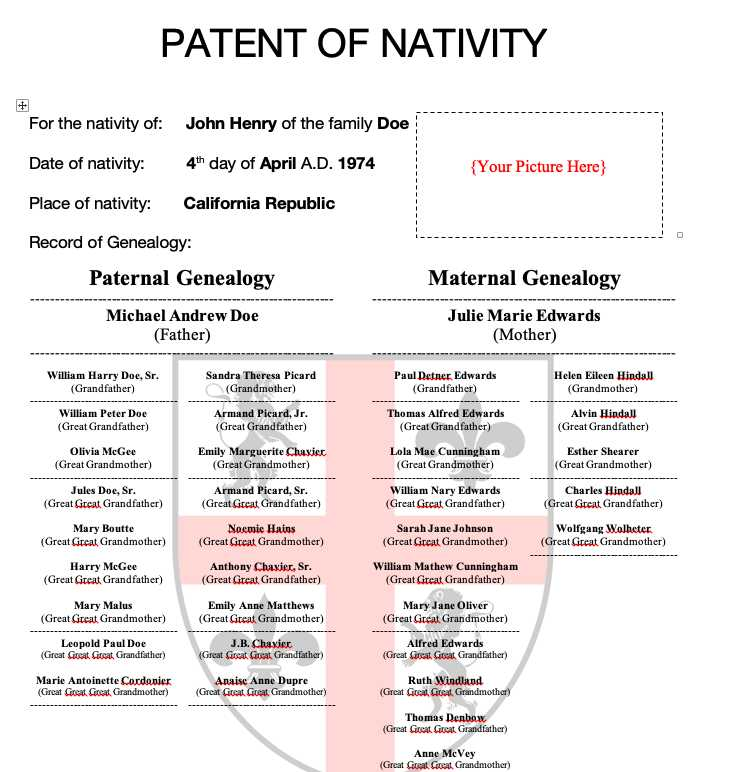 PATENT OF NATIVITY
For the nativity of: John Henry of the family Doe
Date of nativity: 4th day of April A.D. 1974
Place of nativity: California Republic
{Your Picture Here}
Record of Genealogy:
Paternal Genealogy
Michael Andrew Doe
(Father)
William Harry Doe, Sr.
(Grandfather)
William Peter Doe
(Great Grandfather)
Olivia McGee
(Great Grandmother)
Jules Doe, Sr.
(Great Great Grandfather)
Mary Boutte
(Great Great Grandmother)
Harry McGee
(Great Great Grandfather)
Mary Malus
(Great Great Grandmother)
Leopold Paul Doe
(Great Great Great Grandfather)
Marie Antoinette Cordonier
(Great Great Great Grandmother)
Sandra Theresa Picard
(Grandmother)
Armand Picard, Jr.
(Great Grandfather)
Emily Marguerite Chavier
(Great Grandmother)
Armand Picard, Sr.
(Great Great Grandfather)
Noemie Hains
(Great Great Grandmother)
Anthony Chavier, Sr.
(Great Great Grandfather)
Emily Anne Matthews
(Great Great Grandmother)
J.B. Chavier
(Great Great Great Grandfather)
Anaise Anne Dupre
(Great Great Great Grandmother)
Maternal Genealogy
Julie Marie Edwards
(Mother)
Paul Detner Edwards
(Grandfather)
Thomas Alfred Edwards
(Great Grandfather)
Lola Mae Cunningham
(Great Grandmother)
William Nary Edwards
(Great Great Grandfather)
Sarah Jane Johnson
(Great Great Grandmother)
William Mathew Cunningham
(Great Great Grandfather)
Mary Jane Oliver
(Great Great Grandmother)
Alfred Edwards
(Great Great Great Grandfather)
Ruth Windland
(Great Great Great Grandmother)
Thomas Denbow
(Great Great Great Grandfather)
Anne McVey
(Great Great Great Grandmother)
Helen Eileen Hindall
(Grandmother)
Alvin Hindall
(Great Grandfather)
Esther Shearer
(Great Grandmother)
Charles Hindall
(Great Great Grandfather)
Wolfgang Wolheter
(Great Great Grandmother)